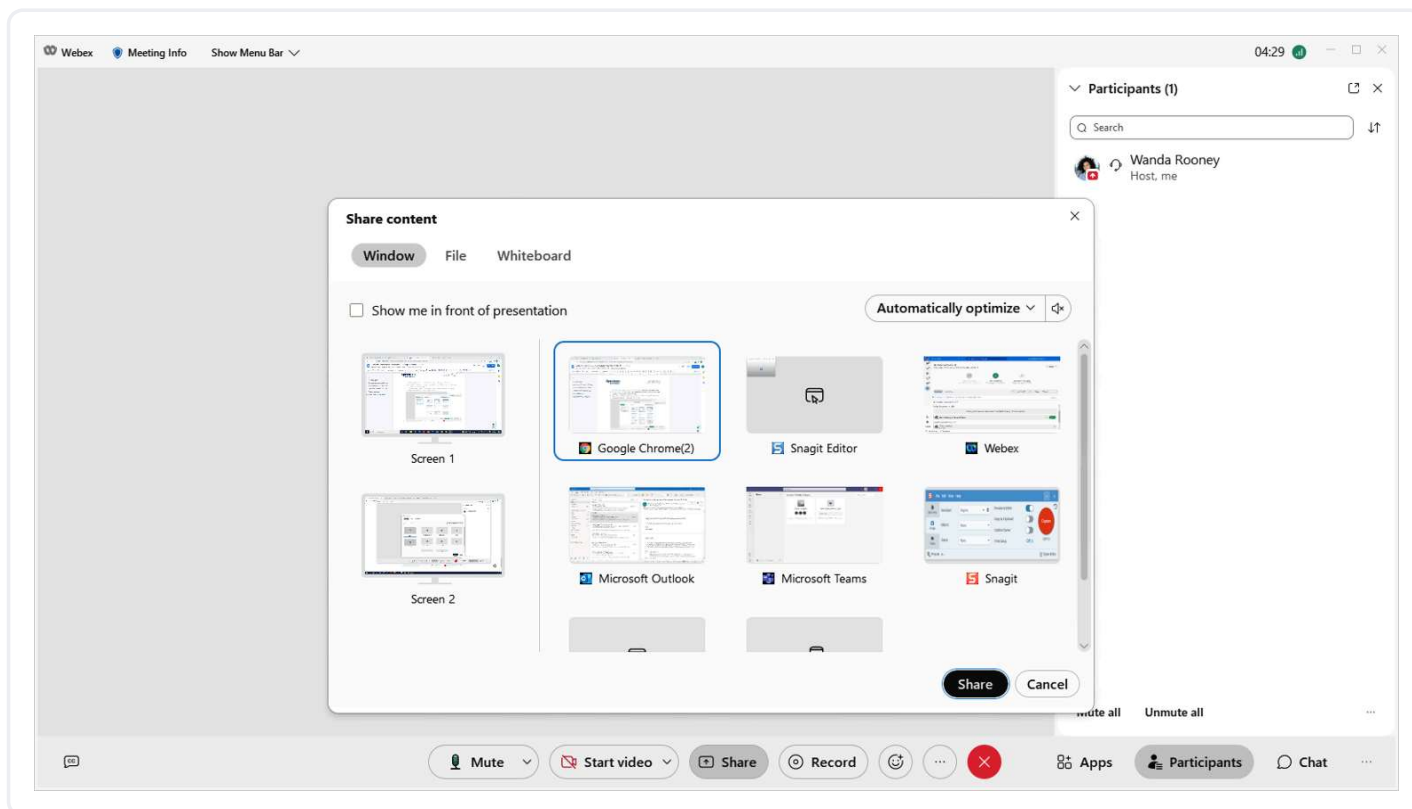 Webex Meeting Info Show Menu Bar 04:29
Participants (1)
Search
Wanda Rooney
Host, me
Share content
Window File Whiteboard
Show me in front of presentation Automatically optimize
Screen 1
Google Chrome(2) Snagit Editor Webex
Screen 2
Microsoft Outlook Microsoft Teams Snagit
Share Cancel
Mute all Unmute all
CC Mute Start video Share Record Apps Participants Chat